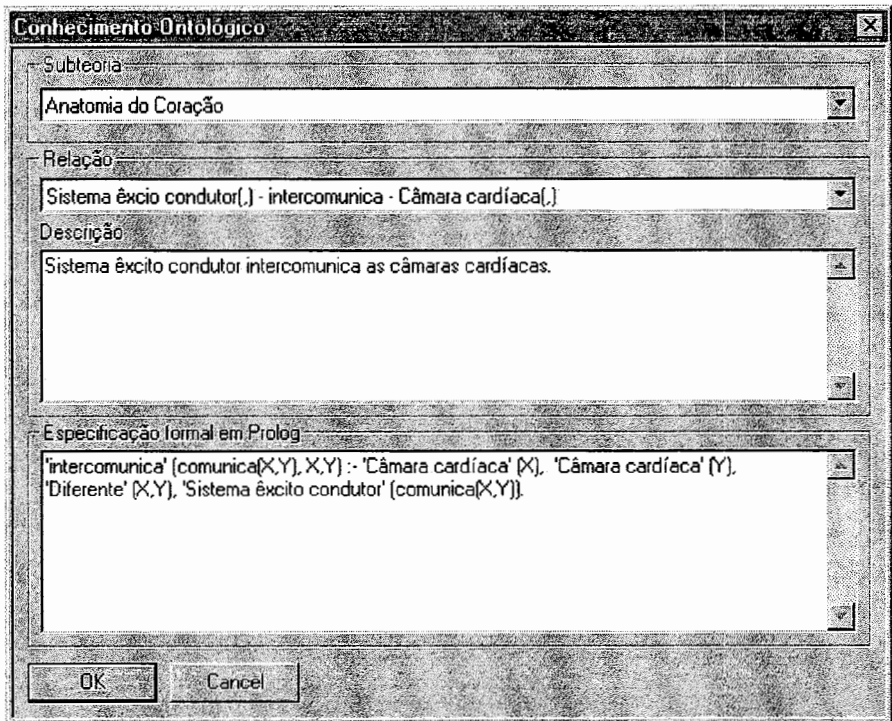 Conhecimento Ontológico
Subteoria
Anatomia do Coração
Relação
Sistema êxcio condutor(,) - intercomunica - Câmara cardíaca(,)
Descrição
Sistema êxcito condutor intercomunica as câmaras cardíacas.
Especificação formal em Prolog
'intercomunica' (comunica(X,Y), X,Y) :- 'Câmara cardíaca' (X), 'Câmara cardíaca' (Y),
'Diferente' (X,Y), 'Sistema êxcito condutor' (comunica(X,Y)).
OK
Cancel